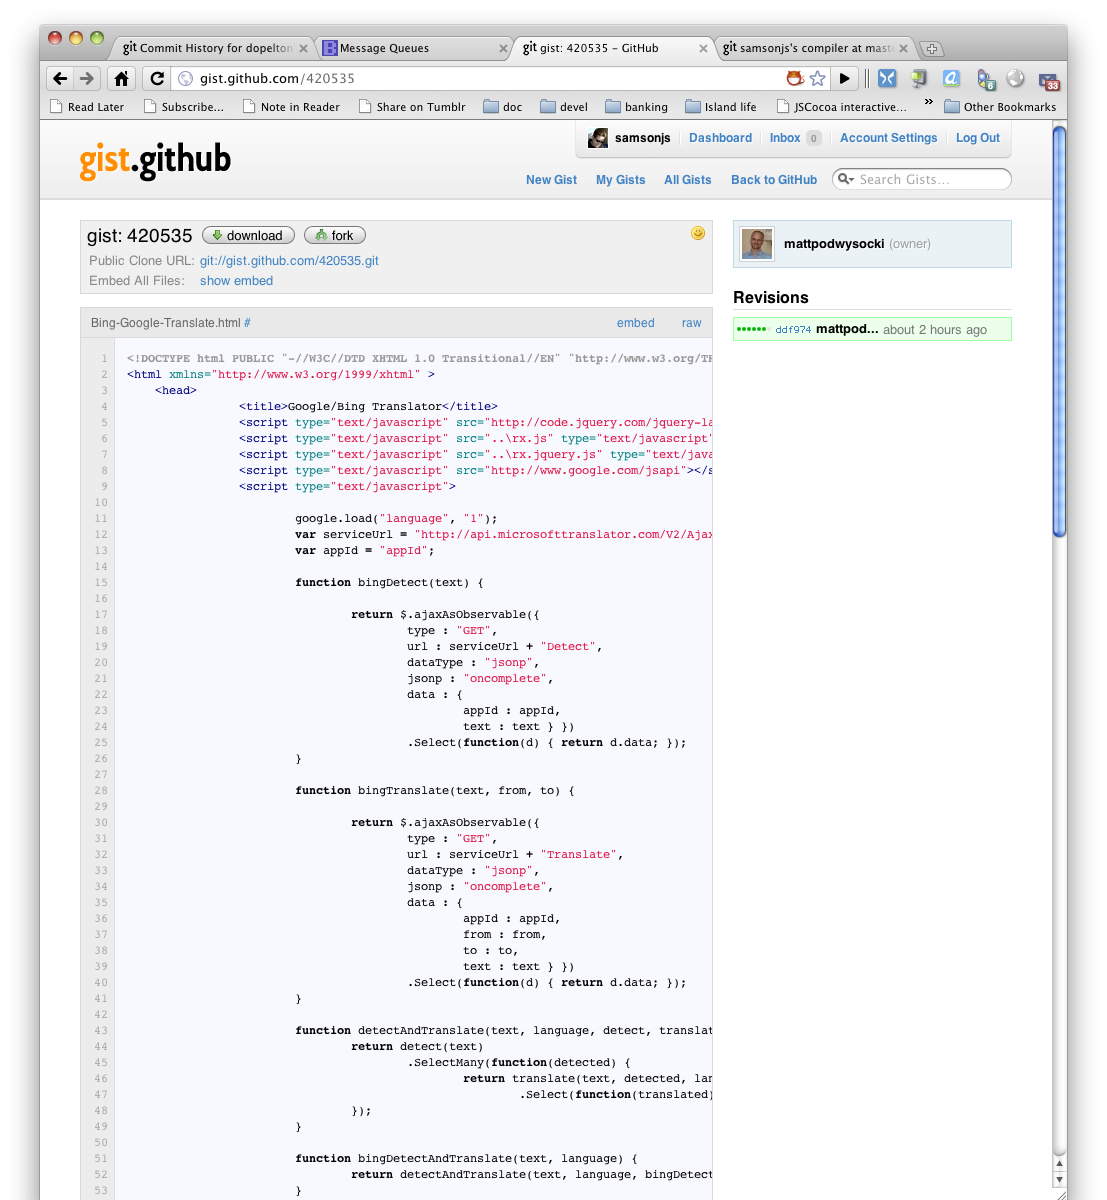 git Commit History for dopelton
Message Queues
git gist: 420535 – GitHub
git samsonjs's compiler at mast
gist.github.com/420535
Read Later
Subscribe...
Note in Reader
Share on Tumblr
doc
devel
banking
Island life
JSCocoa interactive...
»
Other Bookmarks
6
33
gist.github
samsonjs
Dashboard
Inbox 0
Account Settings
Log Out
New Gist
My Gists
All Gists
Back to GitHub
Search Gists...
gist: 420535
download
fork
Public Clone URL: git://gist.github.com/420535.git
Embed All Files: show embed
mattpodwysocki (owner)
Revisions
ddf974 mattpod... about 2 hours ago
Bing-Google-Translate.html #
embed
raw
1 <!DOCTYPE html PUBLIC "-//W3C//DTD XHTML 1.0 Transitional//EN" "http://www.w3.org/TR
2 <html xmlns="http://www.w3.org/1999/xhtml" >
3 <head>
4 <title>Google/Bing Translator</title>
5 <script type="text/javascript" src="http://code.jquery.com/jquery-la
6 <script type="text/javascript" src="..\rx.js" type="text/javascript"
7 <script type="text/javascript" src="..\rx.jquery.js" type="text/java
8 <script type="text/javascript" src="http://www.google.com/jsapi"></s
9 <script type="text/javascript">
10
11 google.load("language", "1");
12 var serviceUrl = "http://api.microsofttranslator.com/V2/Ajax
13 var appId = "appId";
14
15 function bingDetect(text) {
16
17 return $.ajaxAsObservable({
18 type : "GET",
19 url : serviceUrl + "Detect",
20 dataType : "jsonp",
21 jsonp : "oncomplete",
22 data : {
23 appId : appId,
24 text : text } })
25 .Select(function(d) { return d.data; });
26 }
27
28 function bingTranslate(text, from, to) {
29
30 return $.ajaxAsObservable({
31 type : "GET",
32 url : serviceUrl + "Translate",
33 dataType : "jsonp",
34 jsonp : "oncomplete",
35 data : {
36 appId : appId,
37 from : from,
38 to : to,
39 text : text } })
40 .Select(function(d) { return d.data; });
41 }
42
43 function detectAndTranslate(text, language, detect, translat
44 return detect(text)
45 .SelectMany(function(detected) {
46 return translate(text, detected, lan
47 .Select(function(translated)
48 });
49 }
50
51 function bingDetectAndTranslate(text, language) {
52 return detectAndTranslate(text, language, bingDetect
53 }